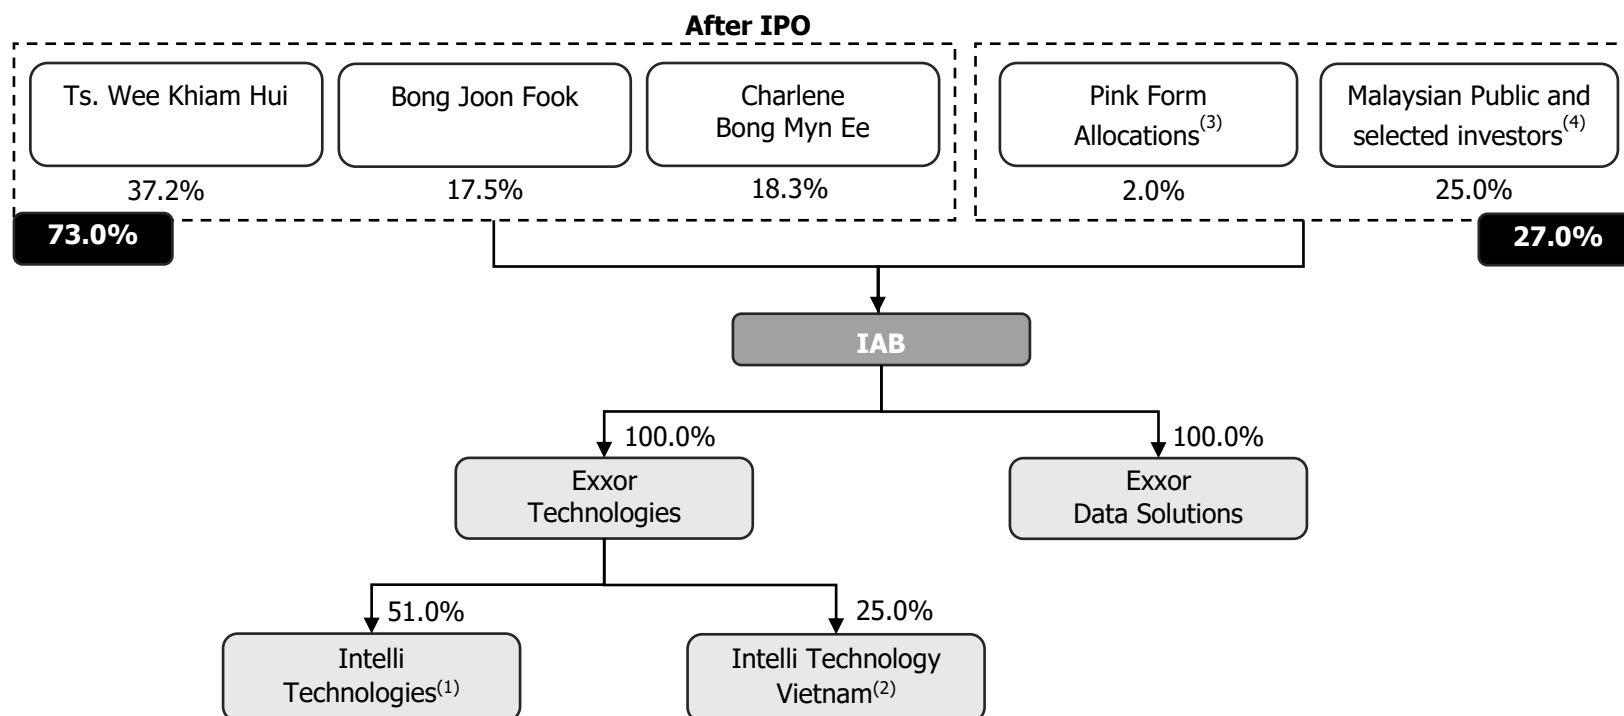 After IPO
Ts. Wee Khiam Hui
37.2%
Bong Joon Fook
17.5%
Charlene
Bong Myn Ee
18.3%
Pink Form
Allocations(3)
2.0%
Malaysian Public and
selected investors(4)
25.0%
73.0%
27.0%
IAB
100.0%
Exxor
Technologies
100.0%
Exxor
Data Solutions
51.0%
Intelli
Technologies(1)
25.0%
Intelli Technology
Vietnam(2)